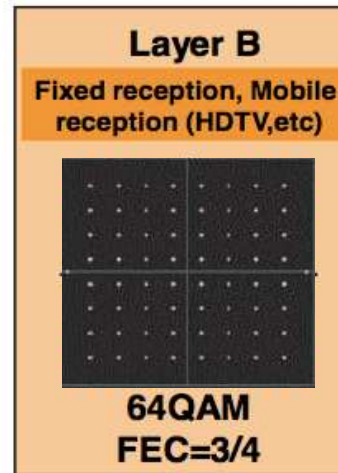 Layer B
Fixed reception, Mobile
reception (HDTV,etc)
64QAM
FEC=3/4